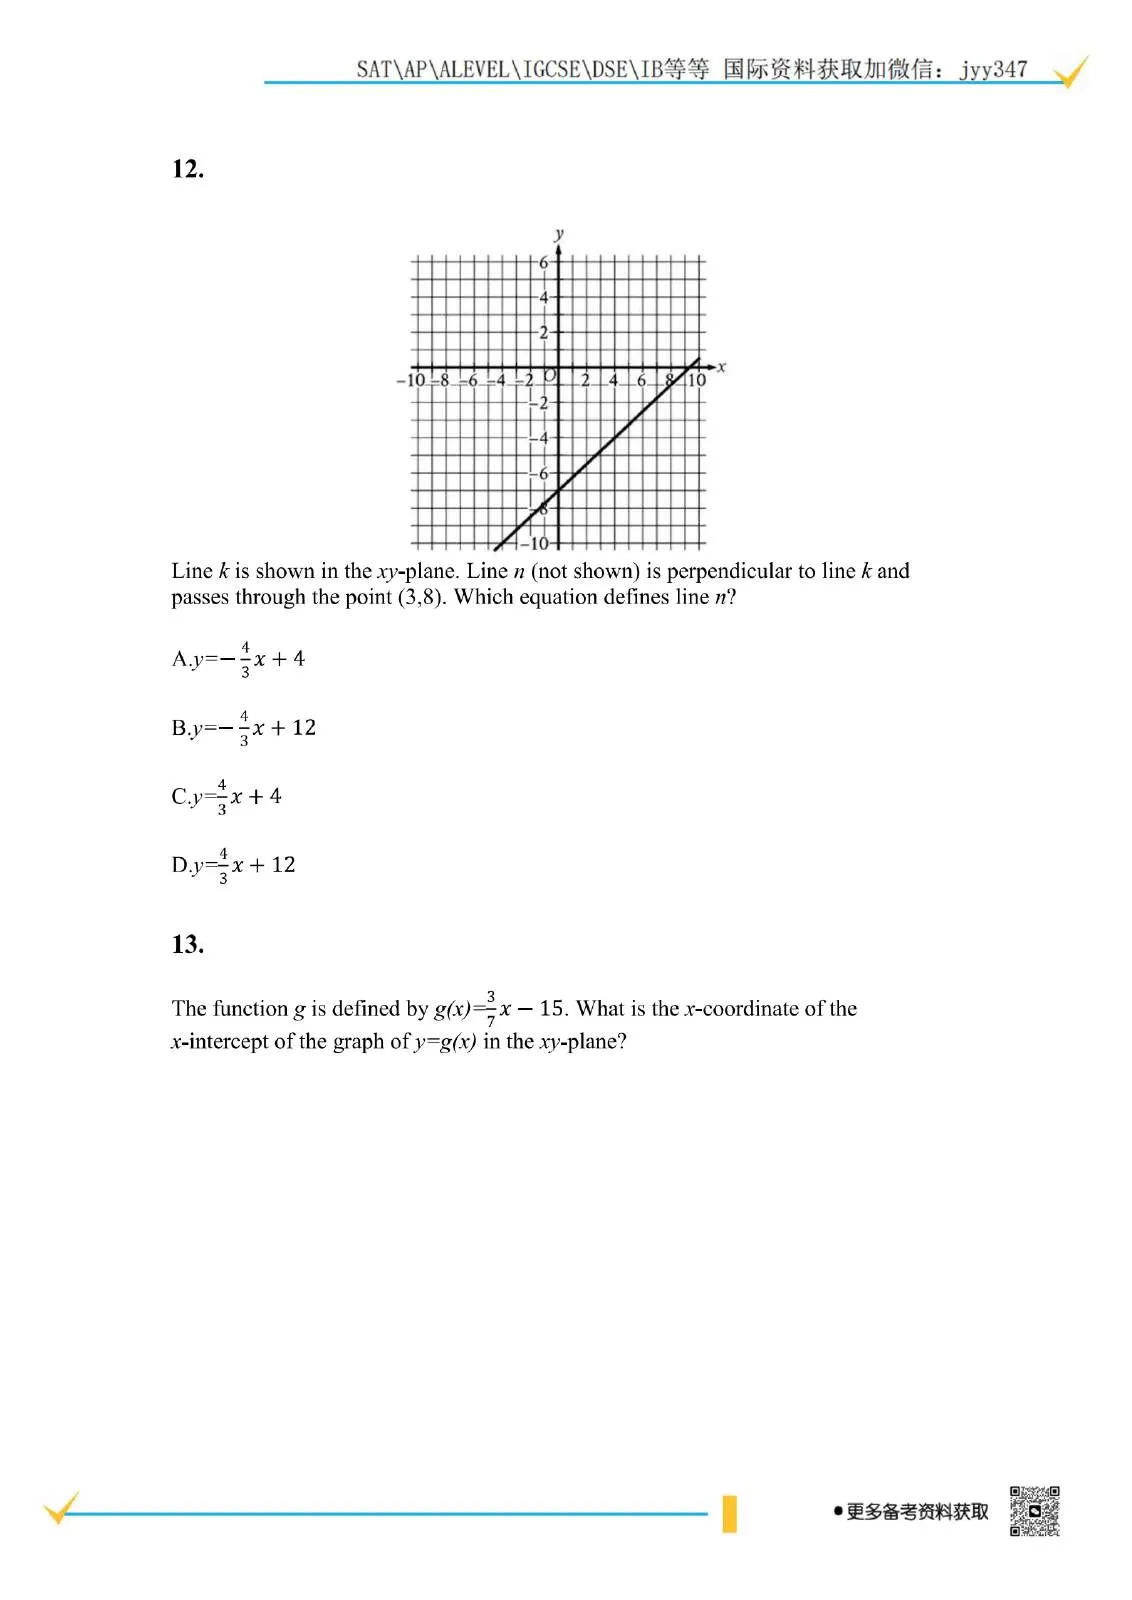 SAT\AP\ALEVEL\IGCSE\DSE\IB等等 国际资料获取加微信：jyy347
12.
y
6
4
2
-10 -8 -6 -4 -2 O 2 4 6 8 10 x
-2
-4
-6
-8
-10
Line k is shown in the xy-plane. Line n (not shown) is perpendicular to line k and
passes through the point (3,8). Which equation defines line n?
A.y=−4/3x + 4
B.y=−4/3x + 12
C.y=4/3x + 4
D.y=4/3x + 12
13.
The function g is defined by g(x)=3/7x − 15. What is the x-coordinate of the
x-intercept of the graph of y=g(x) in the xy-plane?
•更多备考资料获取